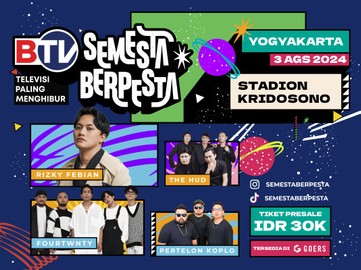 BTV
TELEVISI
PALING
MENGHIBUR
SEMESTA
BERPESTA
YOGYAKARTA
3 AGS 2024
STADION
KRIDOSONO
RIZKY FEBIAN
THE HUD
FOURTWNTY
PERTELON KOPLO
SEMESTABERPESTA
SEMESTABERPESTA
TIKET PRESALE
IDR 30K
TERSEDIA DI GOERS